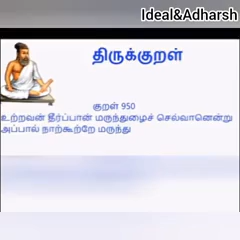 Ideal&Adharsh
திருக்குறள்
குறள் 950
உற்றவன் தீர்ப்பான் மருந்துழைச் செல்வானென்று
அப்பால் நாற்கூற்றே மருந்து